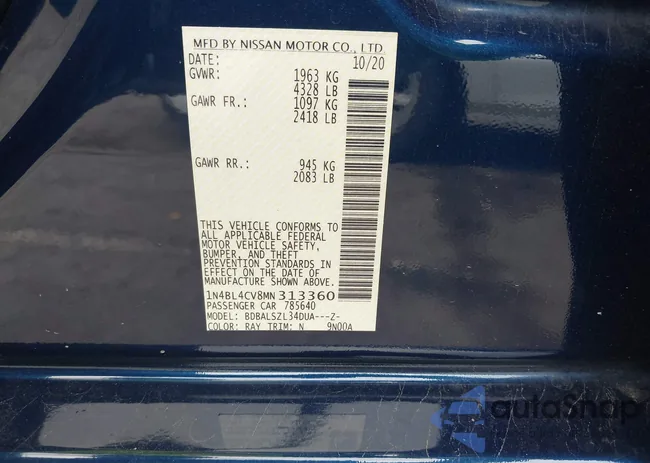 MFD BY NISSAN MOTOR CO., LTD
DATE: 10/20
GVWR: 1963 KG
4328 LB
GAWR FR.: 1097 KG
2418 LB
GAWR RR.: 945 KG
2083 LB
THIS VEHICLE CONFORMS TO
ALL APPLICABLE FEDERAL
MOTOR VEHICLE SAFETY,
BUMPER, AND THEFT
PREVENTION STANDARDS IN
EFFECT ON THE DATE OF
MANUFACTURE SHOWN ABOVE.
1N4BL4CV8MN 313360
PASSENGER CAR 785640
MODEL: BDBALSZL34DUA---Z-
COLOR: RAY TRIM: N 9N00A
autoSnap